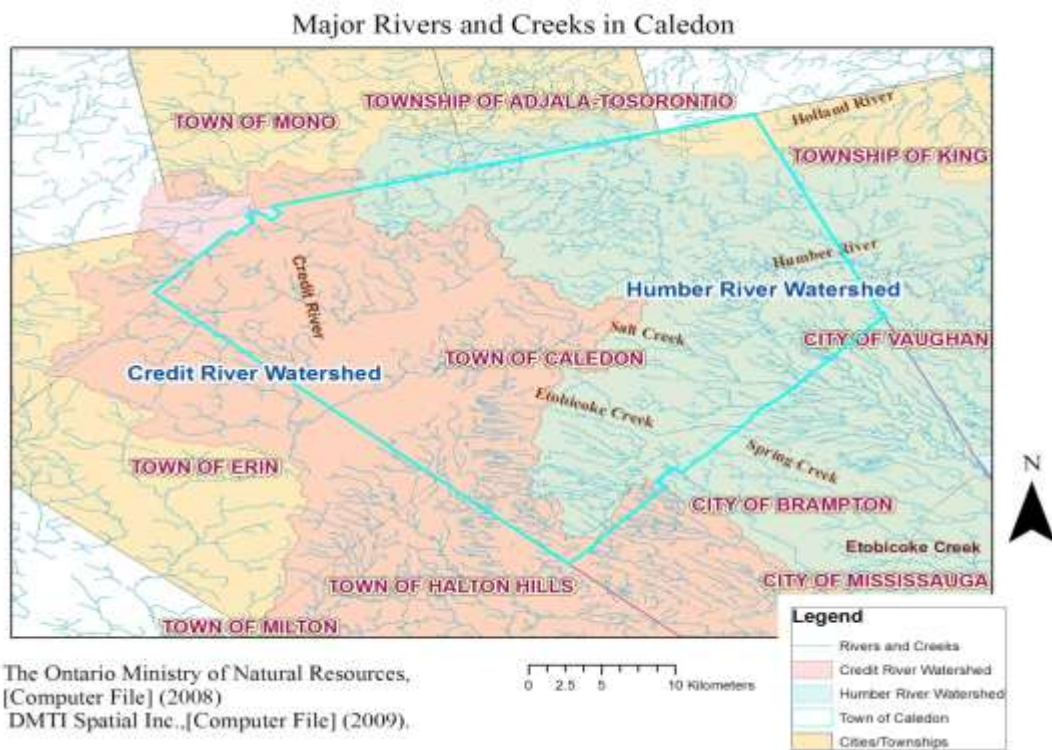 Major Rivers and Creeks in Caledon
TOWNSHIP OF ADJALA-TOSORONTIO
Holland River
TOWN OF MONO
TOWNSHIP OF KING
Humber River
Credit River
Humber River Watershed
Salt Creek
CITY OF VAUGHAN
TOWN OF CALEDON
Credit River Watershed
Etobicoke Creek
TOWN OF ERIN
Spring Creek
N
CITY OF BRAMPTON
Etobicoke Creek
TOWN OF HALTON HILLS
CITY OF MISSISSAUGA
TOWN OF MILTON
Legend
Rivers and Creeks
Credit River Watershed
Humber River Watershed
Town of Caledon
Cities/Townships
0 2.5 5 10 Kilometers
The Ontario Ministry of Natural Resources,
[Computer File] (2008)
DMTI Spatial Inc.,[Computer File] (2009).